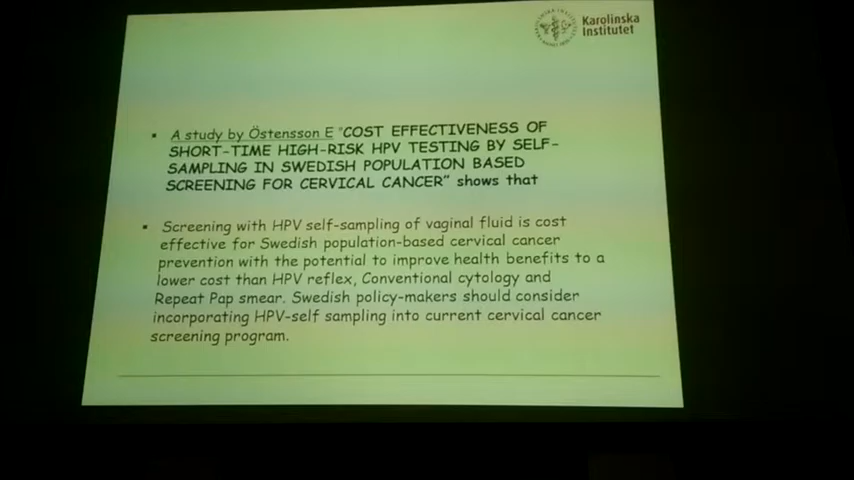 Karolinska
Institutet
▪ A study by Östensson E "COST EFFECTIVENESS OF
SHORT-TIME HIGH-RISK HPV TESTING BY SELF-
SAMPLING IN SWEDISH POPULATION BASED
SCREENING FOR CERVICAL CANCER" shows that
▪ Screening with HPV self-sampling of vaginal fluid is cost
effective for Swedish population-based cervical cancer
prevention with the potential to improve health benefits to a
lower cost than HPV reflex, Conventional cytology and
Repeat Pap smear. Swedish policy-makers should consider
incorporating HPV-self sampling into current cervical cancer
screening program.